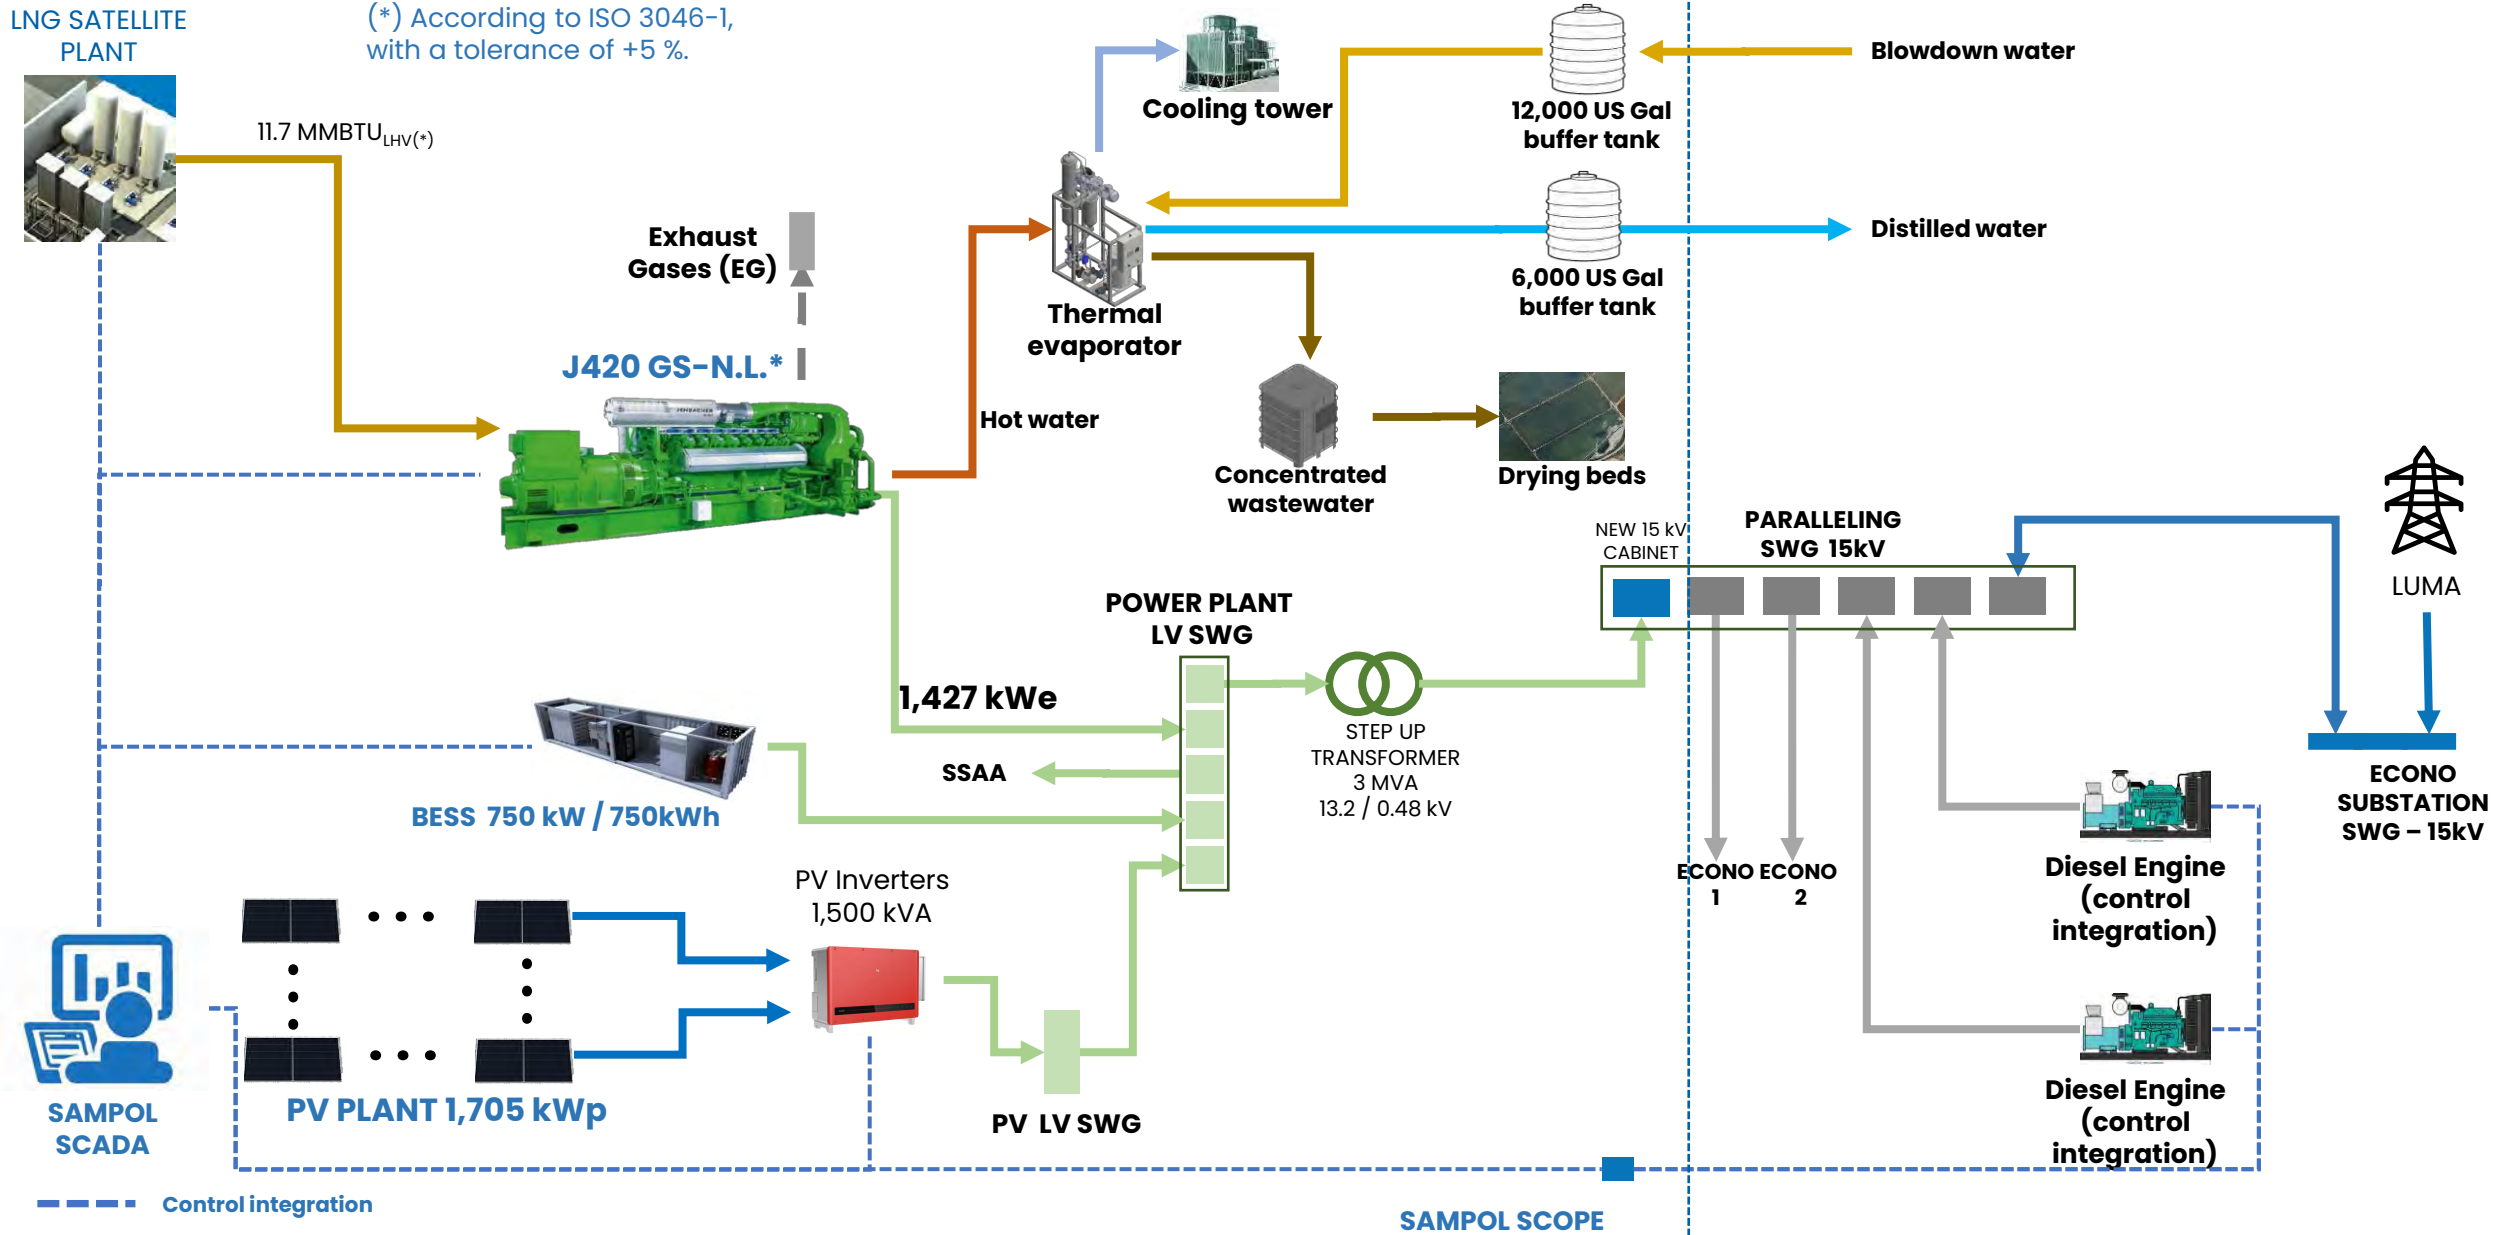 LNG SATELLITE
PLANT
(*) According to ISO 3046-1,
with a tolerance of +5 %.
11.7 MMBTU LHV(*)
Cooling tower
12,000 US Gal
buffer tank
Blowdown water
Exhaust
Gases (EG)
Distilled water
6,000 US Gal
buffer tank
Thermal
evaporator
J420 GS-N.L.*
JENBACHER
Hot water
Concentrated
wastewater
Drying beds
NEW 15 kV
CABINET
PARALLELING
SWG 15kV
LUMA
POWER PLANT
LV SWG
1,427 kWe
STEP UP
TRANSFORMER
3 MVA
13.2 / 0.48 kV
SSAA
BESS 750 kW / 750kWh
ECONO
SUBSTATION
SWG – 15kV
ECONO
1
ECONO
2
Diesel Engine
(control
integration)
PV Inverters
1,500 kVA
Diesel Engine
(control
integration)
SAMPOL
SCADA
PV PLANT 1,705 kWp
PV LV SWG
Control integration
SAMPOL SCOPE